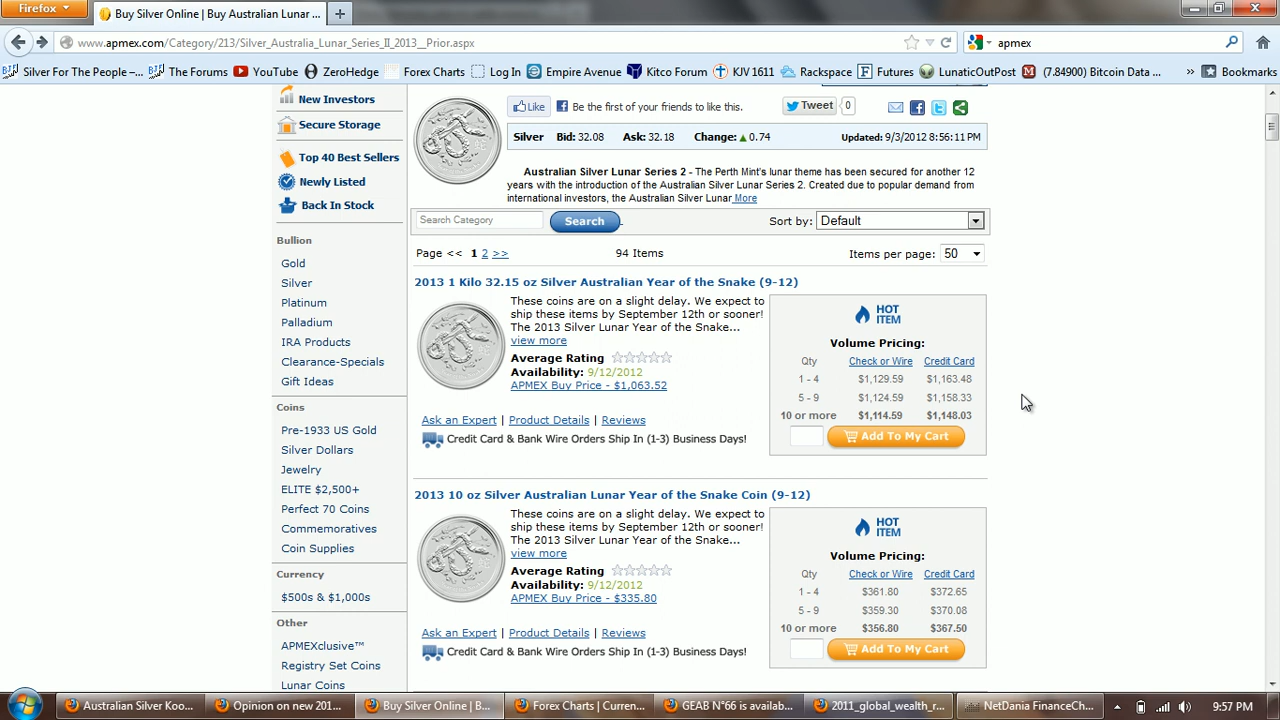 Firefox
Buy Silver Online | Buy Australian Lunar ...
www.apmex.com/Category/213/Silver_Australia_Lunar_Series_II_2013__Prior.aspx
apmex
Silver For The People –...
The Forums
YouTube
ZeroHedge
Forex Charts
Log In
Empire Avenue
Kitco Forum
KJV 1611
Rackspace
Futures
LunaticOutPost
(7.84900) Bitcoin Data ...
»
Bookmarks
New Investors
Secure Storage
Top 40 Best Sellers
Newly Listed
Back In Stock
Bullion
Gold
Silver
Platinum
Palladium
IRA Products
Clearance-Specials
Gift Ideas
Coins
Pre-1933 US Gold
Silver Dollars
Jewelry
ELITE $2,500+
Perfect 70 Coins
Commemoratives
Coin Supplies
Currency
$500s & $1,000s
Other
APMEXclusive™
Registry Set Coins
Lunar Coins
Like
Be the first of your friends to like this.
Tweet
0
Silver Bid: 32.08 Ask: 32.18 Change: ▲ 0.74 Updated: 9/3/2012 8:56:11 PM
Australian Silver Lunar Series 2 - The Perth Mint's lunar theme has been secured for another 12
years with the introduction of the Australian Silver Lunar Series 2. Created due to popular demand from
international investors, the Australian Silver Lunar More
Search Category
Search
Sort by: Default
Page << 1 2 >>
94 Items
Items per page: 50
2013 1 Kilo 32.15 oz Silver Australian Year of the Snake (9-12)
These coins are on a slight delay. We expect to
ship these items by September 12th or sooner!
The 2013 Silver Lunar Year of the Snake...
view more
Average Rating
Availability: 9/12/2012
APMEX Buy Price - $1,063.52
Ask an Expert | Product Details | Reviews
Credit Card & Bank Wire Orders Ship In (1-3) Business Days!
HOT
ITEM
Volume Pricing:
Qty Check or Wire Credit Card
1 - 4 $1,129.59 $1,163.48
5 - 9 $1,124.59 $1,158.33
10 or more $1,114.59 $1,148.03
Add To My Cart
2013 10 oz Silver Australian Lunar Year of the Snake Coin (9-12)
These coins are on a slight delay. We expect to
ship these items by September 12th or sooner!
The 2013 Silver Lunar Year of the Snake...
view more
Average Rating
Availability: 9/12/2012
APMEX Buy Price - $335.80
Ask an Expert | Product Details | Reviews
Credit Card & Bank Wire Orders Ship In (1-3) Business Days!
HOT
ITEM
Volume Pricing:
Qty Check or Wire Credit Card
1 - 4 $361.80 $372.65
5 - 9 $359.30 $370.08
10 or more $356.80 $367.50
Add To My Cart
Australian Silver Koo...
Opinion on new 201...
Buy Silver Online | B...
Forex Charts | Curren...
GEAB N°66 is availab...
2011_global_wealth_r...
NetDania FinanceCh...
9:57 PM